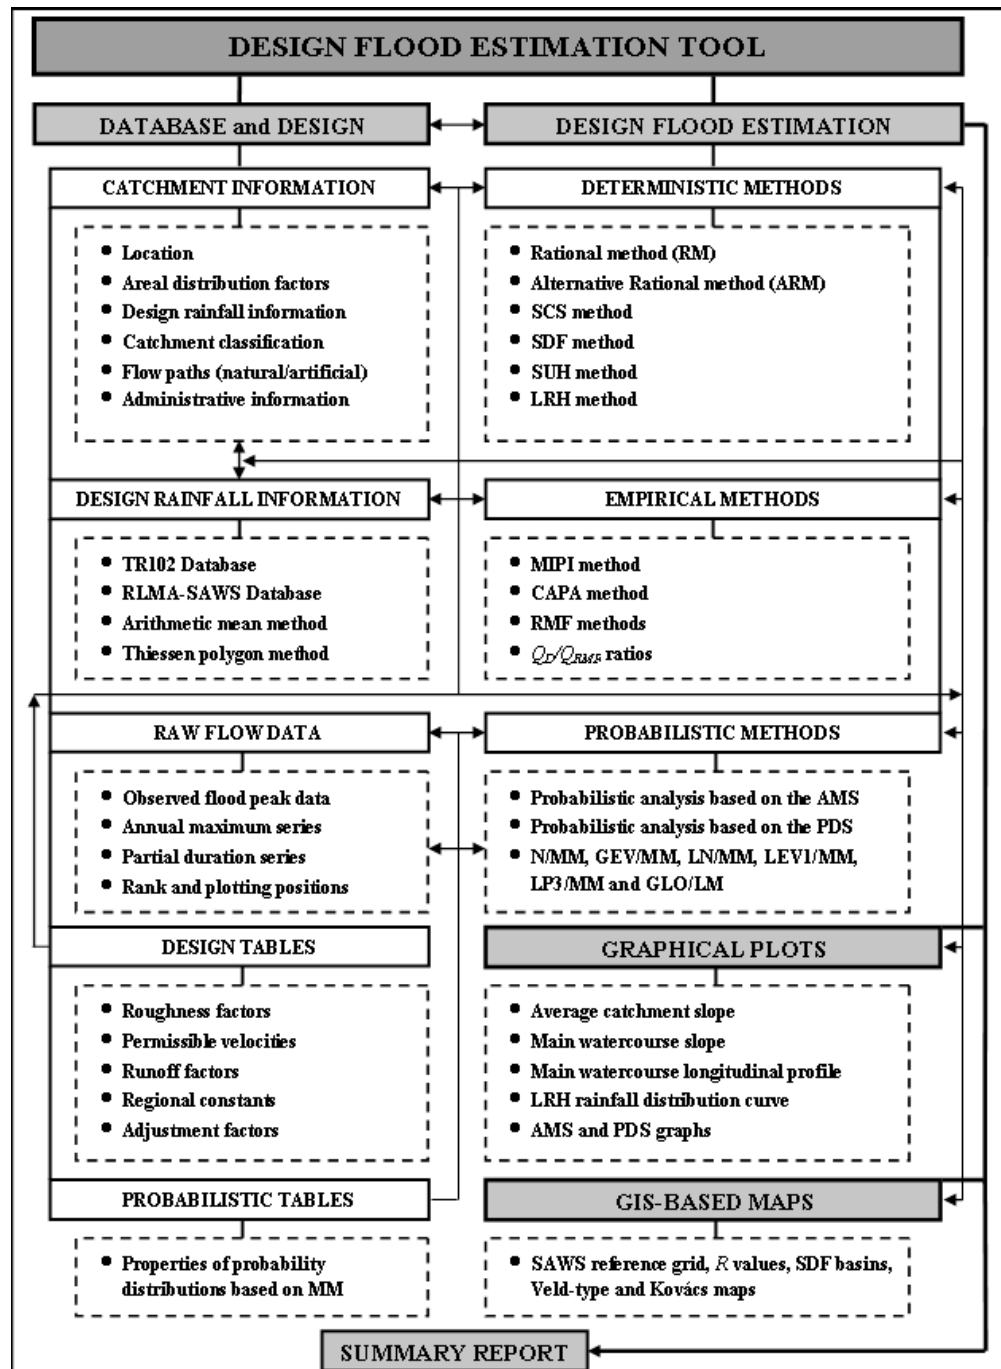 DESIGN FLOOD ESTIMATION TOOL
DATABASE and DESIGN
DESIGN FLOOD ESTIMATION
CATCHMENT INFORMATION
• Location
• Areal distribution factors
• Design rainfall information
• Catchment classification
• Flow paths (natural/artificial)
• Administrative information
DETERMINISTIC METHODS
• Rational method (RM)
• Alternative Rational method (ARM)
• SCS method
• SDF method
• SUH method
• LRH method
DESIGN RAINFALL INFORMATION
• TR102 Database
• RLMA-SAWS Database
• Arithmetic mean method
• Thiessen polygon method
EMPIRICAL METHODS
• MIPI method
• CAPA method
• RMF methods
• QT/QRMF ratios
RAW FLOW DATA
• Observed flood peak data
• Annual maximum series
• Partial duration series
• Rank and plotting positions
PROBABILISTIC METHODS
• Probabilistic analysis based on the AMS
• Probabilistic analysis based on the PDS
• N/MM, GEV/MM, LN/MM, LEV1/MM,
LP3/MM and GLO/LM
DESIGN TABLES
• Roughness factors
• Permissible velocities
• Runoff factors
• Regional constants
• Adjustment factors
GRAPHICAL PLOTS
• Average catchment slope
• Main watercourse slope
• Main watercourse longitudinal profile
• LRH rainfall distribution curve
• AMS and PDS graphs
PROBABILISTIC TABLES
• Properties of probability
distributions based on MM
GIS-BASED MAPS
• SAWS reference grid, R values, SDF basins,
Veld-type and Kovács maps
SUMMARY REPORT